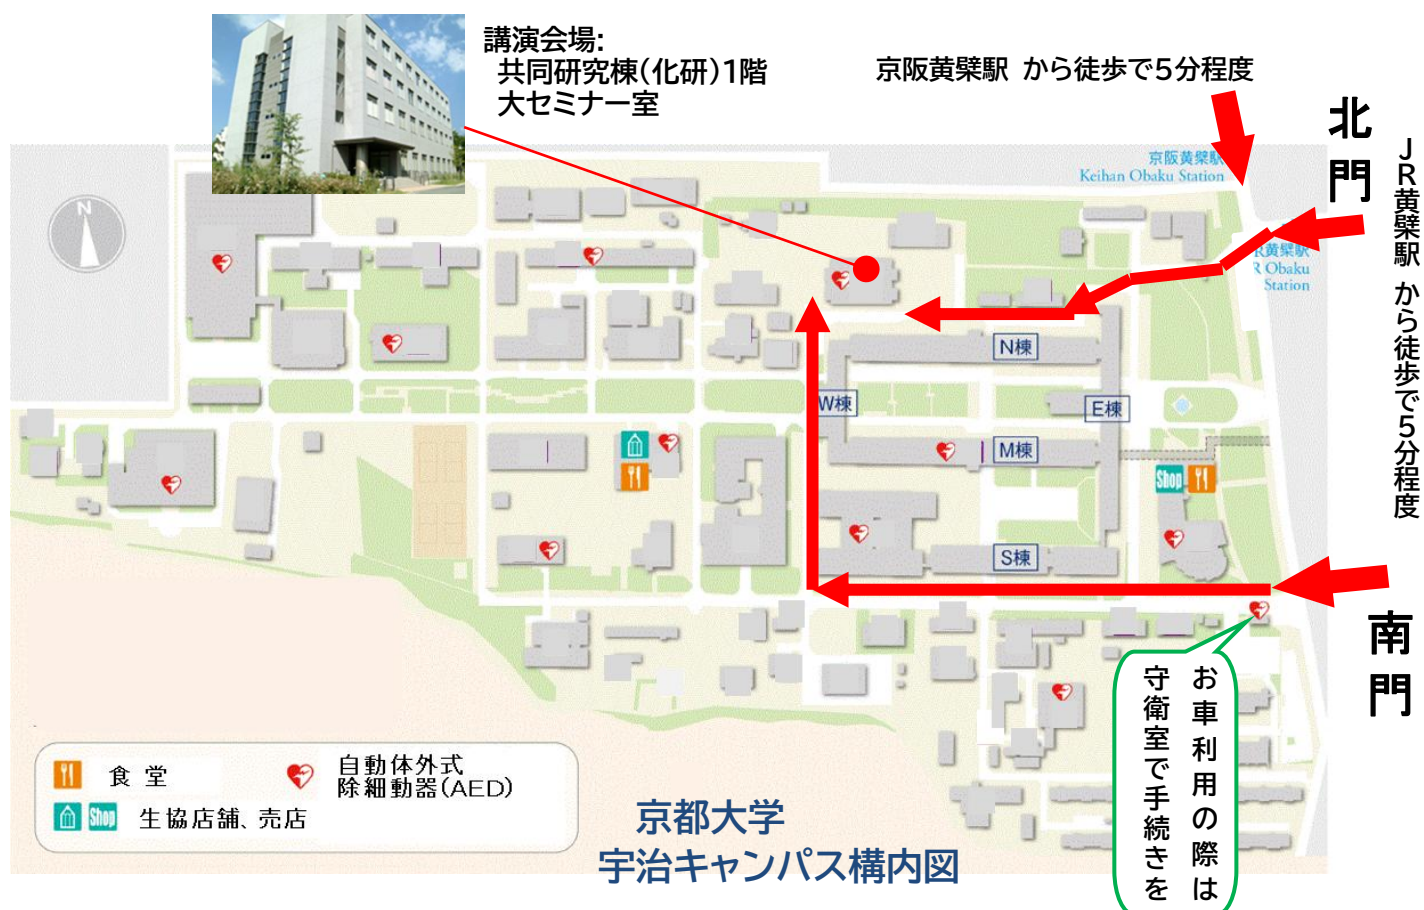 講演会場:
共同研究棟(化研)1階
大セミナー室
京阪黄檗駅 から徒歩で5分程度
北門
JR黄檗駅 から徒歩で5分程度
京阪黄檗駅
Keihan Obaku Station
R黄檗駅
R Obaku
Station
N
N棟
W棟
E棟
M棟
Shop
S棟
南門
お車利用の際は
守衛室で手続きを
食堂
自動体外式
除細動器(AED)
Shop
生協店舗、売店
京都大学
宇治キャンパス構内図